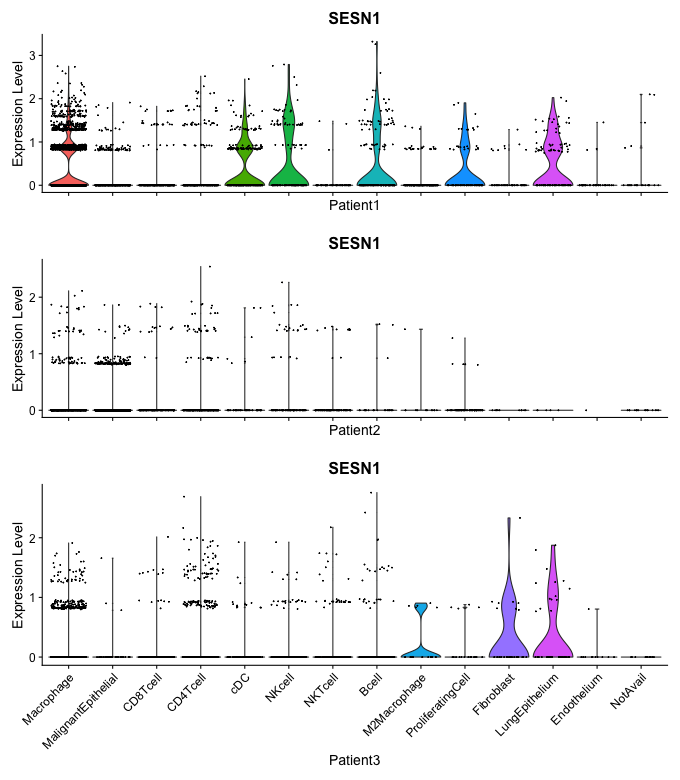 SESN1
Expression Level
3
2
1
0
Patient1
SESN1
Expression Level
2
1
0
Patient2
SESN1
Expression Level
2
1
0
Macrophage
MalignantEpithelial
CD8Tcell
CD4Tcell
cDC
NKcell
NKTcell
Bcell
M2Macrophage
ProliferatingCell
Fibroblast
LungEpithelium
Endothelium
NotAvail
Patient3